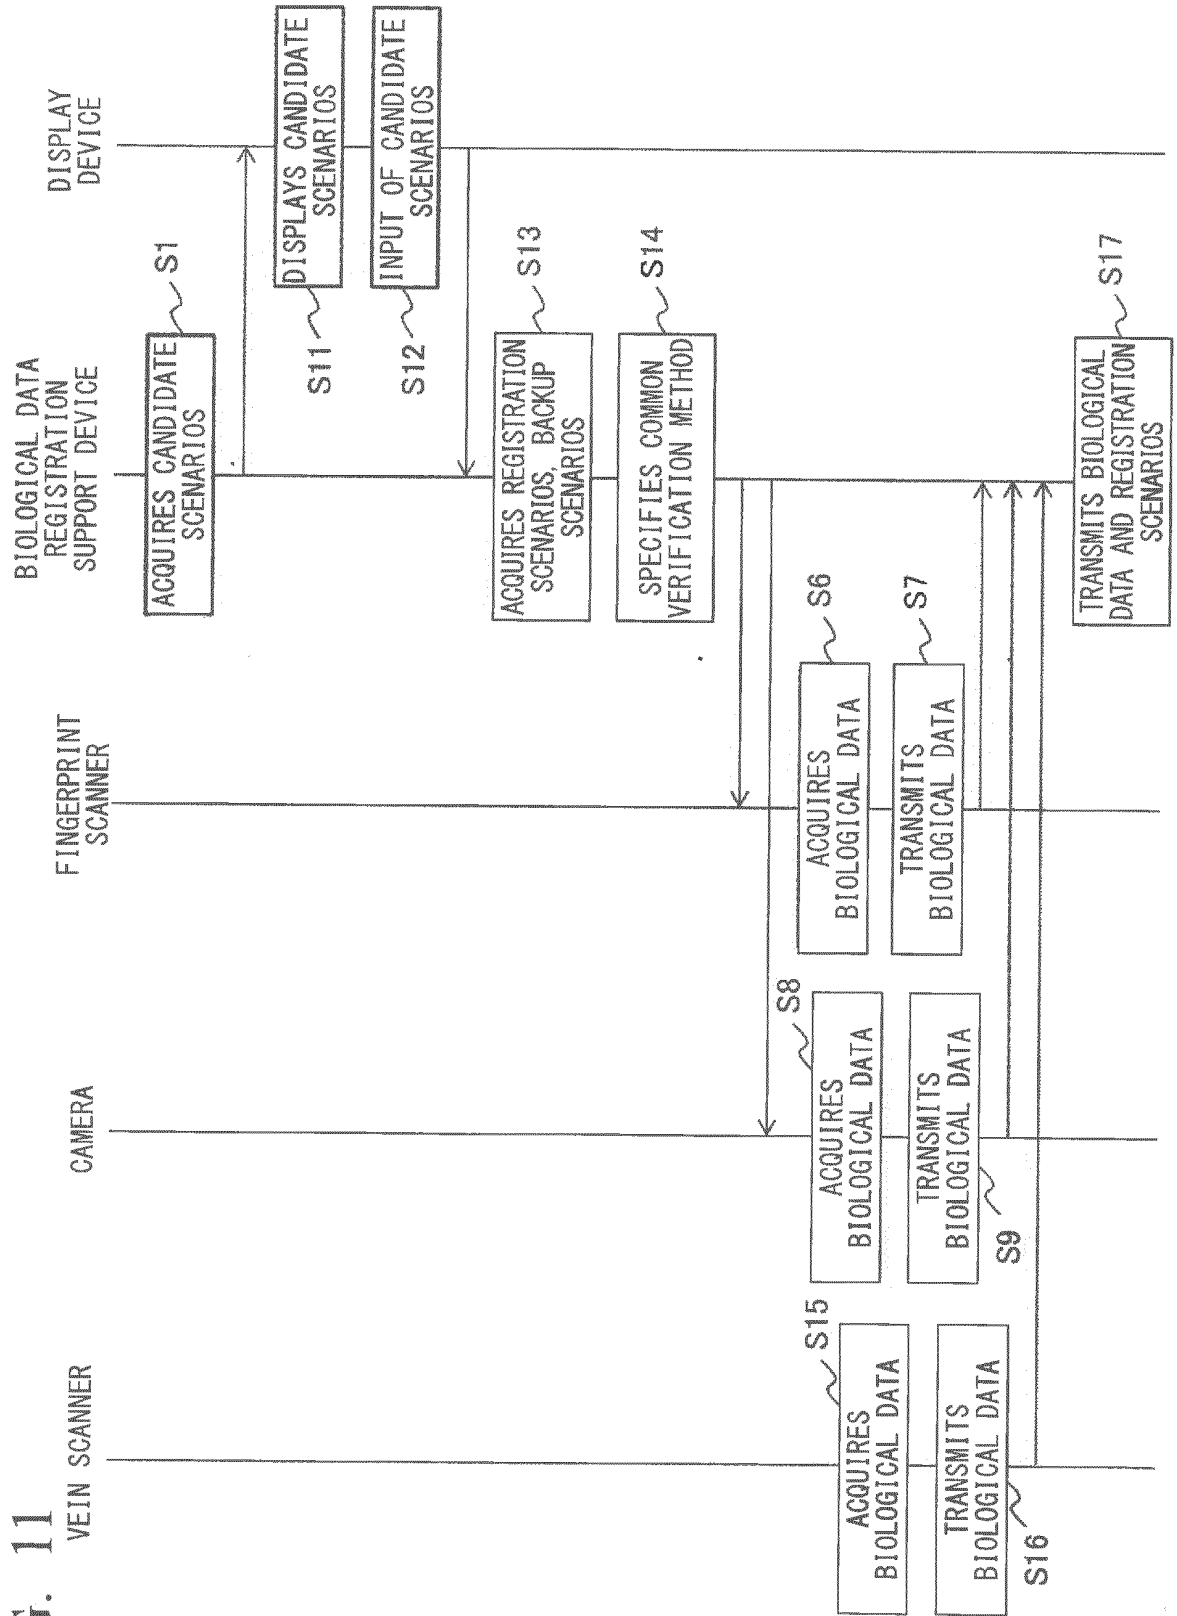 11
VEIN SCANNER
CAMERA
FINGERPRINT
SCANNER
BIOLOGICAL DATA
REGISTRATION
SUPPORT DEVICE
DISPLAY
DEVICE
ACQUIRES CANDIDATE
SCENARIOS
S1
DISPLAYS CANDIDATE
SCENARIOS
S11
INPUT OF CANDIDATE
SCENARIOS
S12
ACQUIRES REGISTRATION
SCENARIOS, BACKUP
SCENARIOS
S13
SPECIFIES COMMON
VERIFICATION METHOD
S14
ACQUIRES
BIOLOGICAL DATA
S6
TRANSMITS
BIOLOGICAL DATA
S7
ACQUIRES
BIOLOGICAL DATA
S8
TRANSMITS
BIOLOGICAL DATA
S9
ACQUIRES
BIOLOGICAL DATA
S15
TRANSMITS
BIOLOGICAL DATA
S16
TRANSMITS BIOLOGICAL
DATA AND REGISTRATION
SCENARIOS
S17